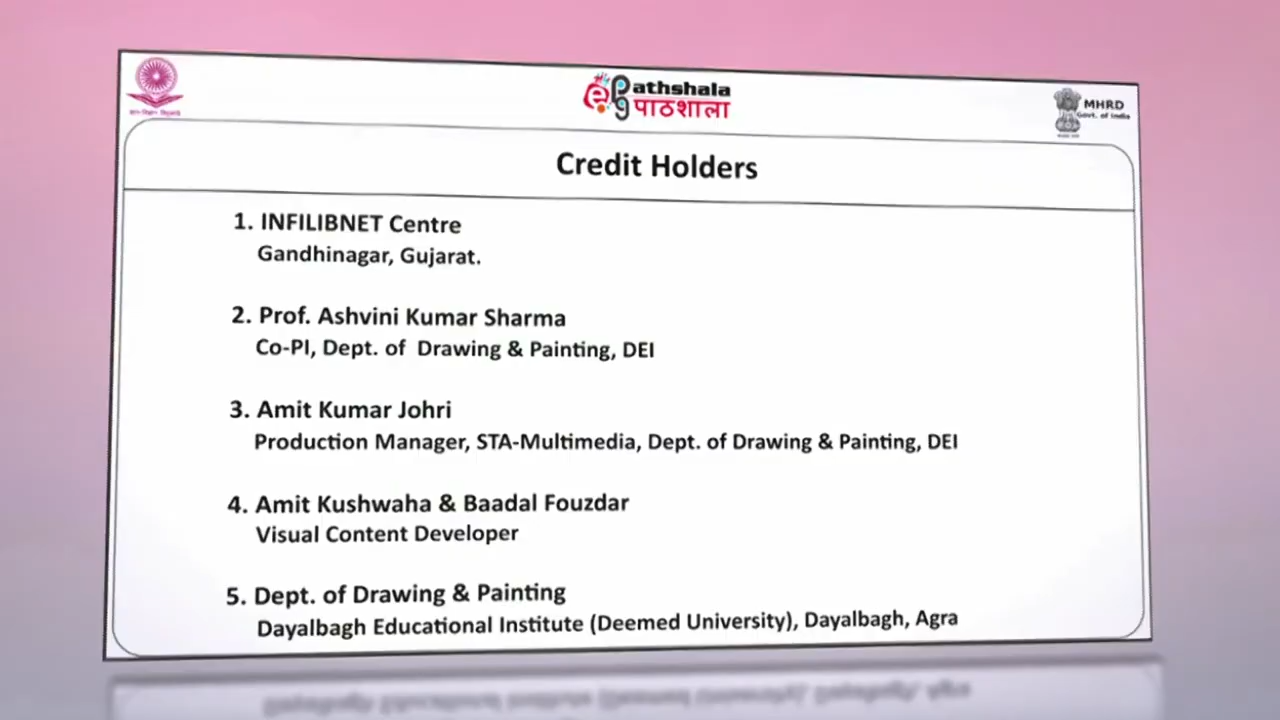 ePG Pathshala
पाठशाला
MHRD
Govt. of India
Credit Holders
1. INFILIBNET Centre
Gandhinagar, Gujarat.
2. Prof. Ashvini Kumar Sharma
Co-PI, Dept. of Drawing & Painting, DEI
3. Amit Kumar Johri
Production Manager, STA-Multimedia, Dept. of Drawing & Painting, DEI
4. Amit Kushwaha & Baadal Fouzdar
Visual Content Developer
5. Dept. of Drawing & Painting
Dayalbagh Educational Institute (Deemed University), Dayalbagh, Agra